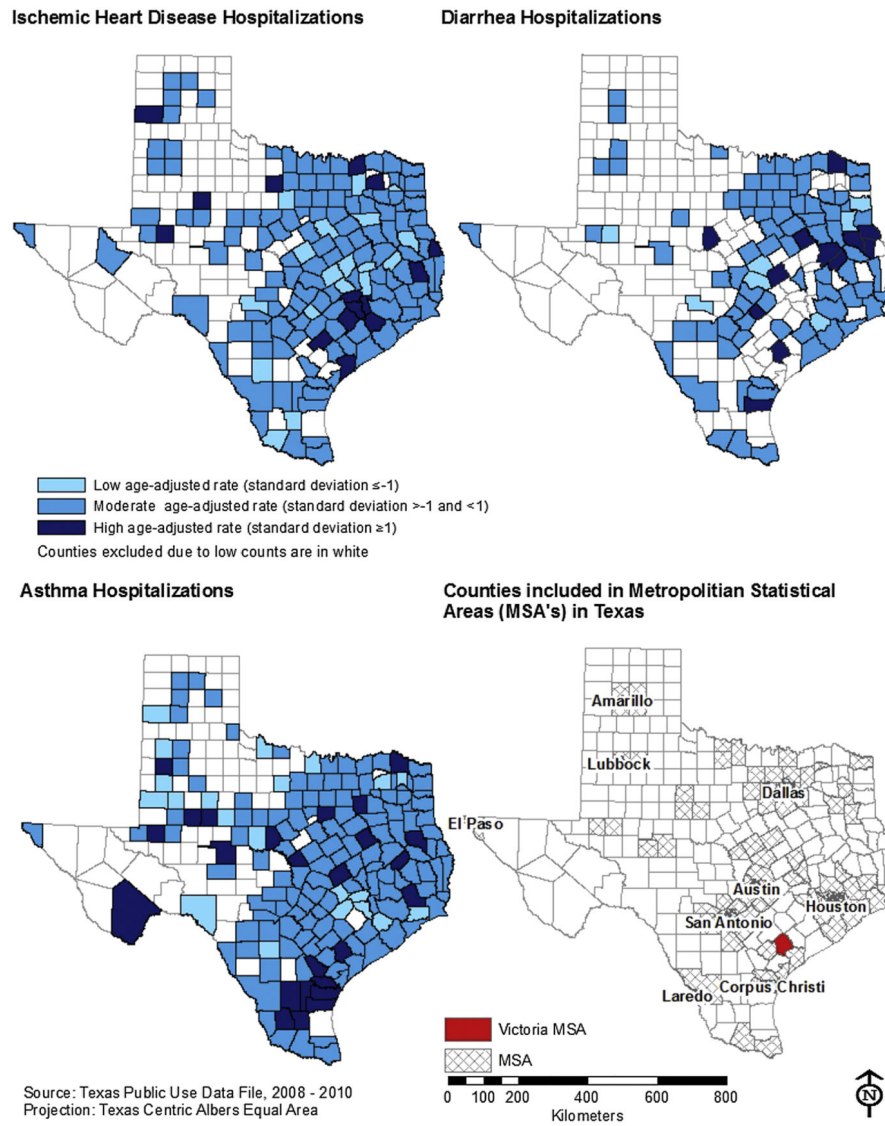 Ischemic Heart Disease Hospitalizations
Diarrhea Hospitalizations
Low age-adjusted rate (standard deviation ≤-1)
Moderate age-adjusted rate (standard deviation >-1 and <1)
High age-adjusted rate (standard deviation ≥1)
Counties excluded due to low counts are in white
Asthma Hospitalizations
Counties included in Metropolitian Statistical
Areas (MSA's) in Texas
Amarillo
Lubbock
Dallas
El Paso
Austin
Houston
San Antonio
Corpus Christi
Laredo
Victoria MSA
MSA
0 100 200 400 600 800
Kilometers
N
Source: Texas Public Use Data File, 2008 - 2010
Projection: Texas Centric Albers Equal Area